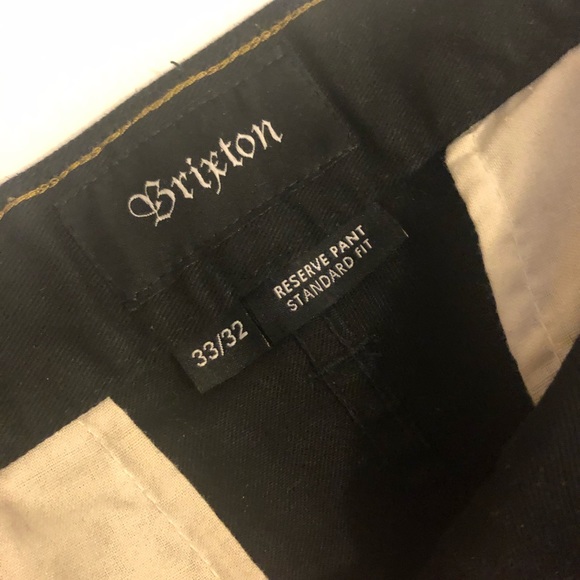 Brixton
RESERVE PANT
STANDARD FIT
33/32